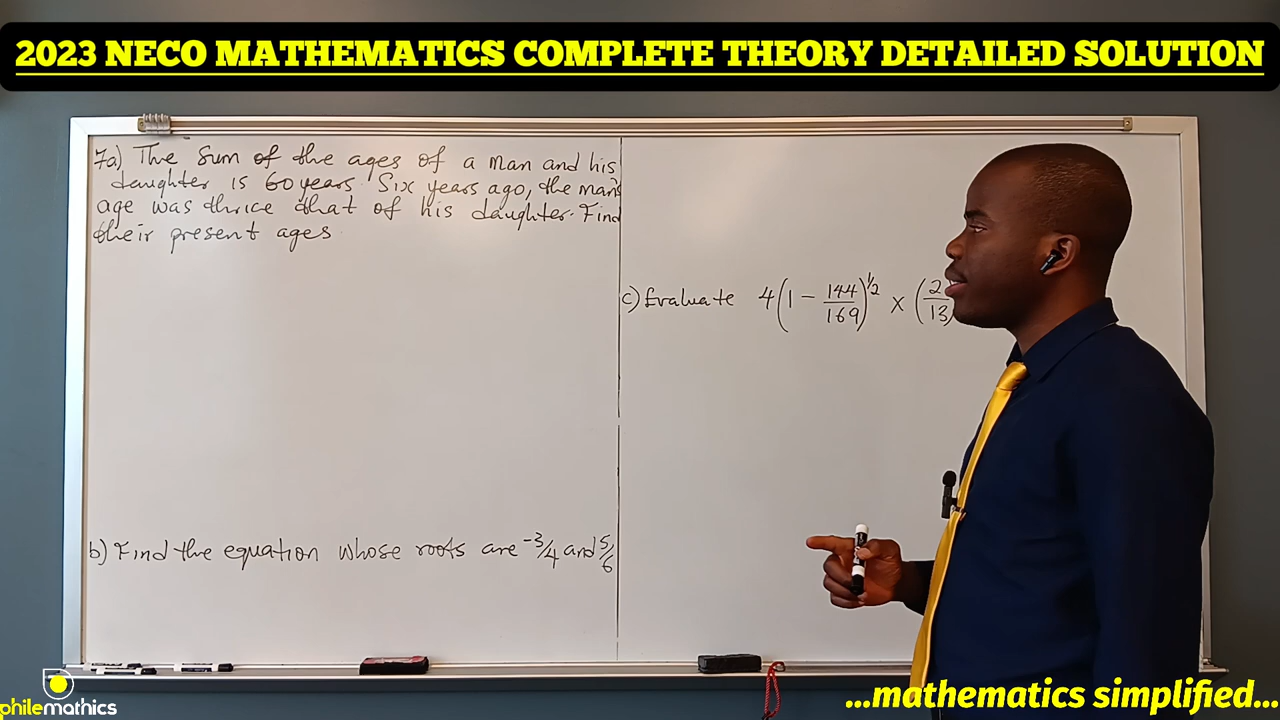 2023 NECO MATHEMATICS COMPLETE THEORY DETAILED SOLUTION
7a) The Sum of the ages of a man and his
daughter is 60 years. Six years ago, the man's
age was thrice that of his daughter. Find
their present ages
b) Find the equation whose roots are -3/4 and 5/6
c) Evaluate 4(1 - 144/169)^1/2 × (2/13)
philemathics
...mathematics simplified...